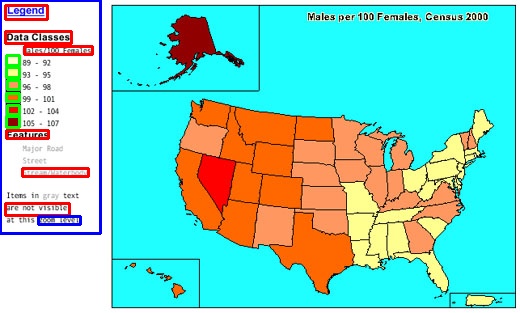 Legend
Males per 100 Females, Census 2000
Data Classes
Males/100 Females
89 - 92
93 - 95
96 - 98
99 - 101
102 - 104
105 - 107
Features
Major Road
Street
Stream/Waterbody
Items in gray text
are not visible
at this zoom level